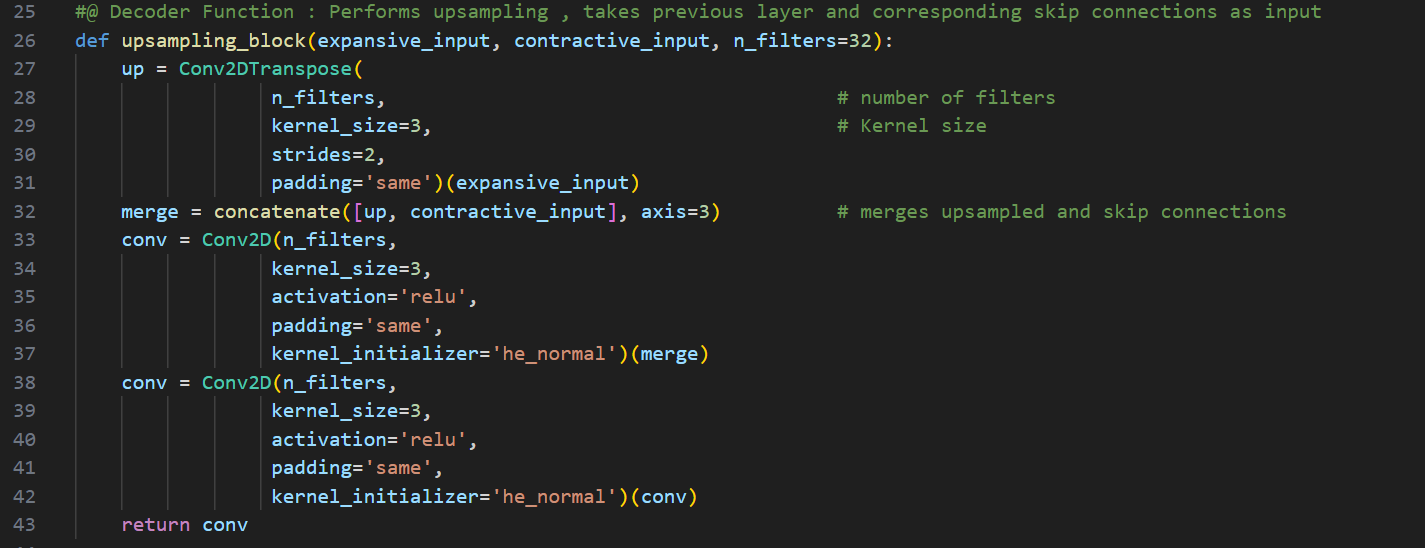 25 #@ Decoder Function : Performs upsampling , takes previous layer and corresponding skip connections as input
26 def upsampling_block(expansive_input, contractive_input, n_filters=32):
27     up = Conv2DTranspose(
28                  n_filters,                                        # number of filters
29                  kernel_size=3,                                    # Kernel size
30                  strides=2,
31                  padding='same')(expansive_input)
32     merge = concatenate([up, contractive_input], axis=3)          # merges upsampled and skip connections
33     conv = Conv2D(n_filters,
34                  kernel_size=3,
35                  activation='relu',
36                  padding='same',
37                  kernel_initializer='he_normal')(merge)
38     conv = Conv2D(n_filters,
39                  kernel_size=3,
40                  activation='relu',
41                  padding='same',
42                  kernel_initializer='he_normal')(conv)
43     return conv